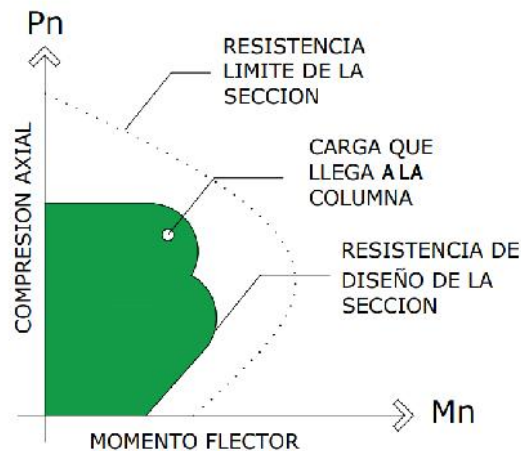 Pn
RESISTENCIA
LIMITE DE LA
SECCION
CARGA QUE
LLEGA A LA
COLUMNA
COMPRESION AXIAL
RESISTENCIA DE
DISEÑO DE LA
SECCION
Mn
MOMENTO FLECTOR